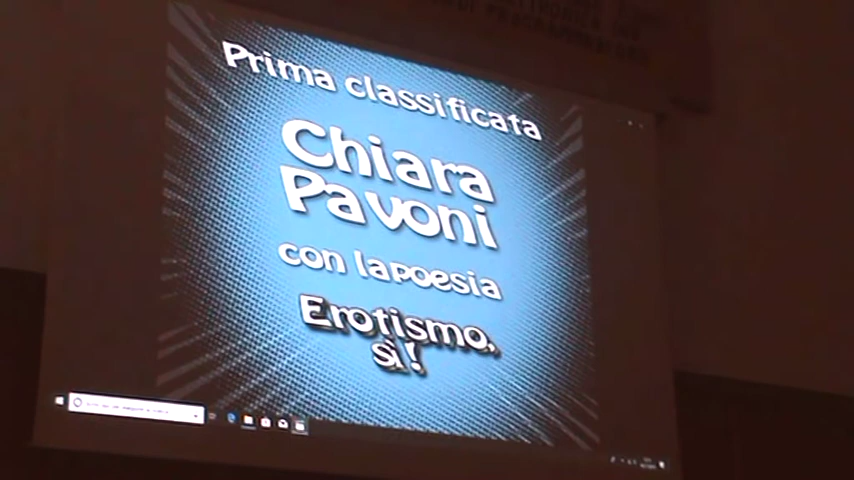 Prima classificata
Chiara
Pavoni
con la poesia
Erotismo,
sì!